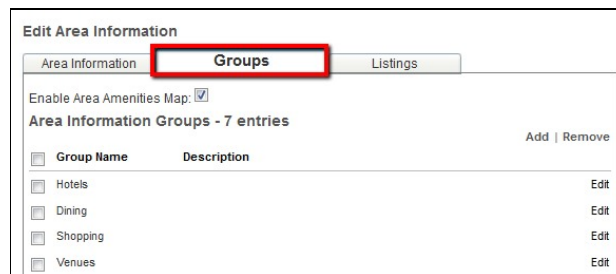 Edit Area Information
Area Information Groups Listings
Enable Area Amenities Map:
Area Information Groups - 7 entries
Add | Remove
Group Name Description
Hotels Edit
Dining Edit
Shopping Edit
Venues Edit